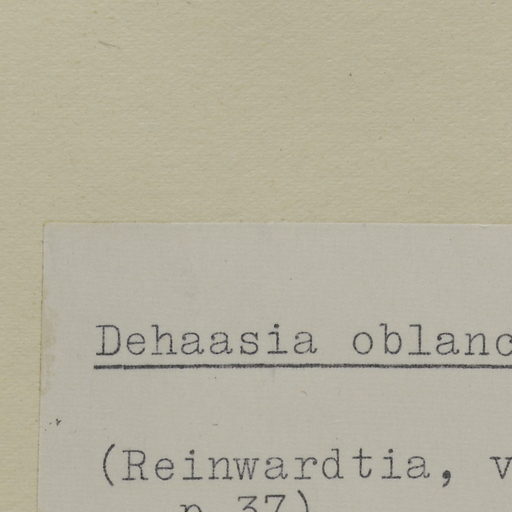 Dehaasia oblanc
(Reinwardtia, v
p 37)